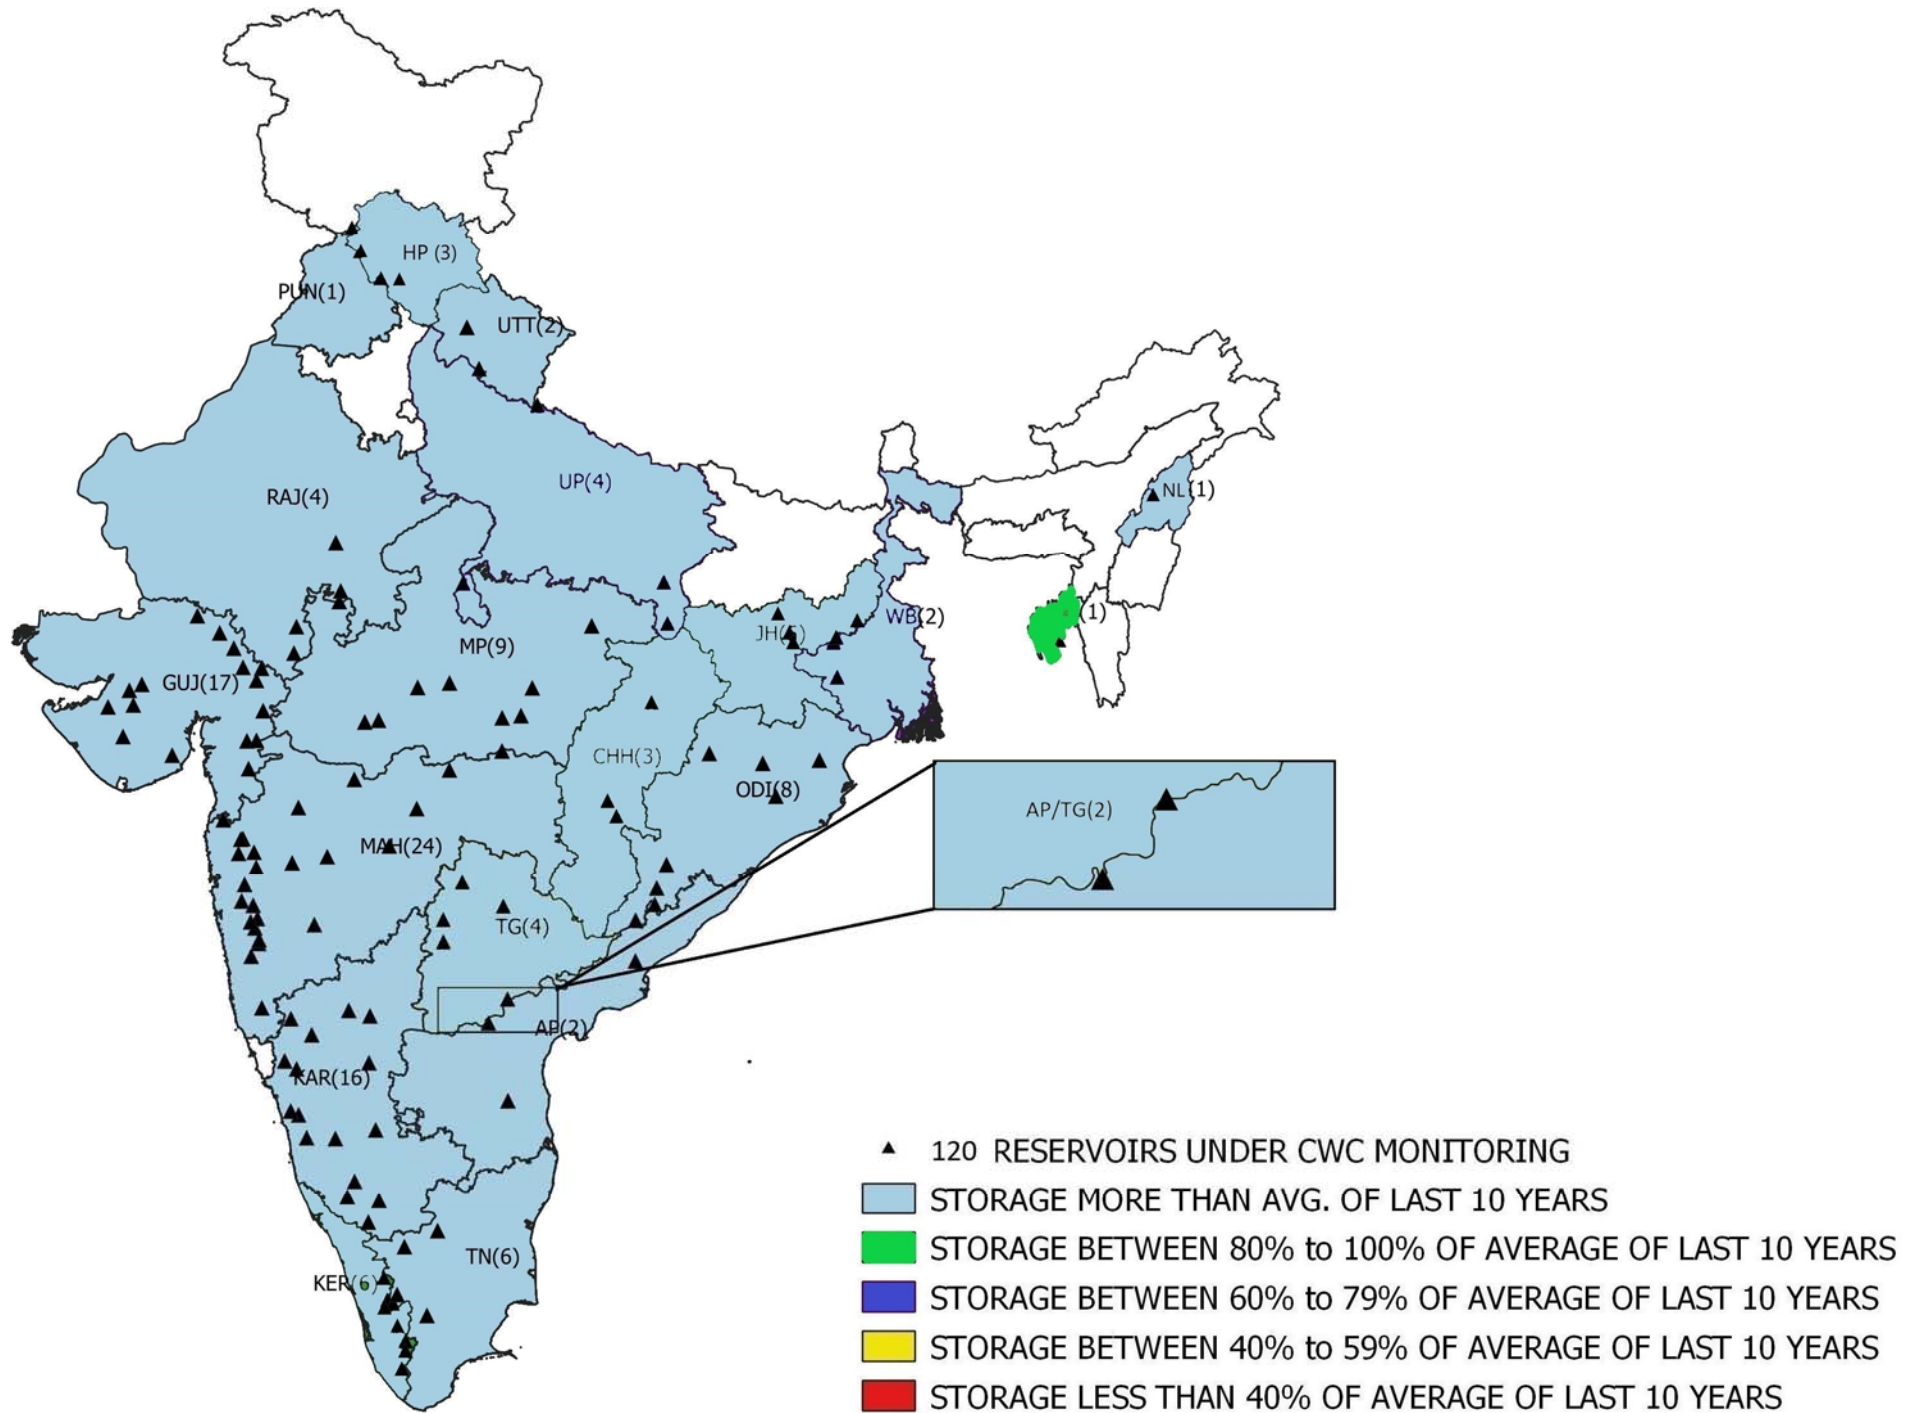 HP (3)
PUN(1)
UTT(2)
UP(4)
RAJ(4)
NL(1)
(1)
WB(2)
JH(5)
MP(9)
GUJ(17)
CHH(3)
ODI(8)
AP/TG(2)
MAH(24)
TG(4)
AP(2)
KAR(16)
TN(6)
KER(6)
120 RESERVOIRS UNDER CWC MONITORING
STORAGE MORE THAN AVG. OF LAST 10 YEARS
STORAGE BETWEEN 80% to 100% OF AVERAGE OF LAST 10 YEARS
STORAGE BETWEEN 60% to 79% OF AVERAGE OF LAST 10 YEARS
STORAGE BETWEEN 40% to 59% OF AVERAGE OF LAST 10 YEARS
STORAGE LESS THAN 40% OF AVERAGE OF LAST 10 YEARS